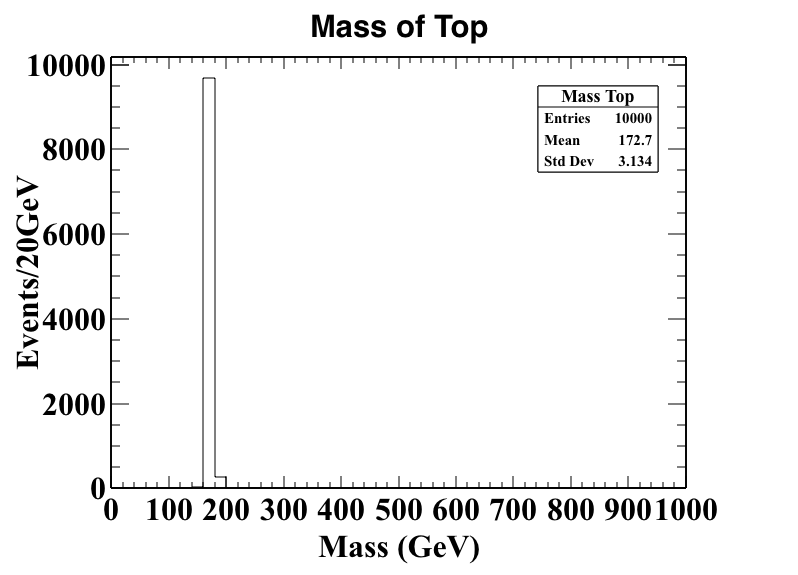 Mass of Top
10000
8000
6000
4000
2000
0
Events/20GeV
Mass Top
Entries 10000
Mean 172.7
Std Dev 3.134
0 100 200 300 400 500 600 700 800 900 1000
Mass (GeV)